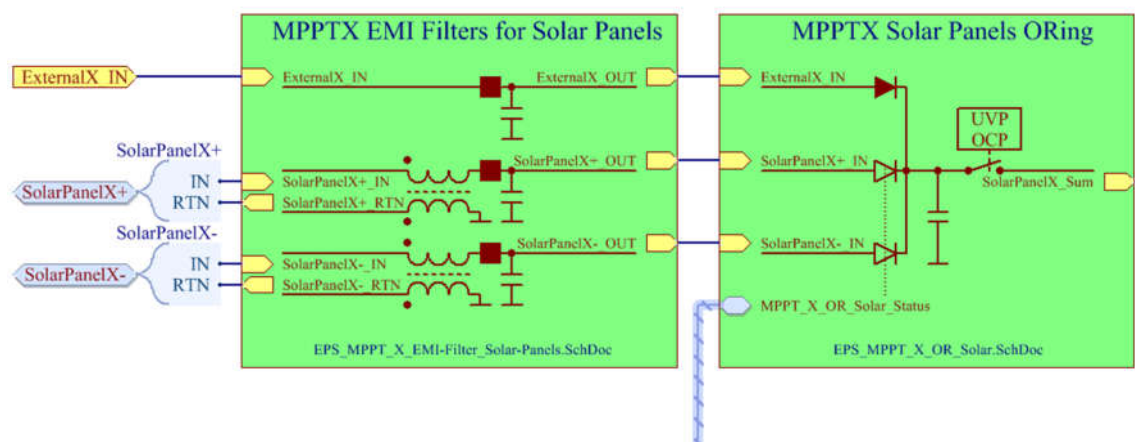 MPPTX EMI Filters for Solar Panels
MPPTX Solar Panels ORing
ExternalX_IN
ExternalX_IN
ExternalX_OUT
ExternalX_IN
UVP
OCP
SolarPanelX+
SolarPanelX+_OUT
SolarPanelX+_IN
SolarPanelX_Sum
SolarPanelX+
IN
SolarPanelX+_IN
RTN
SolarPanelX+_RTN
SolarPanelX-
SolarPanelX-_OUT
SolarPanelX-_IN
SolarPanelX-
IN
SolarPanelX-_IN
RTN
SolarPanelX-_RTN
MPPT_X_OR_Solar_Status
EPS_MPPT_X_EMI-Filter_Solar-Panels.SchDoc
EPS_MPPT_X_OR_Solar.SchDoc